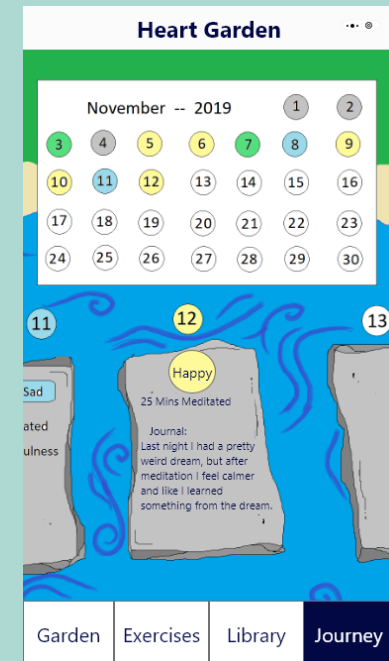 Heart Garden
November -- 2019 1 2
3 4 5 6 7 8 9
10 11 12 13 14 15 16
17 18 19 20 21 22 23
24 25 26 27 28 29 30
11 12 13
Sad
ated
ulness
Happy
25 Mins Meditated
Journal:
Last night I had a pretty
weird dream, but after
meditation I feel calmer
and like I learned
something from the dream.
Garden Exercises Library Journey